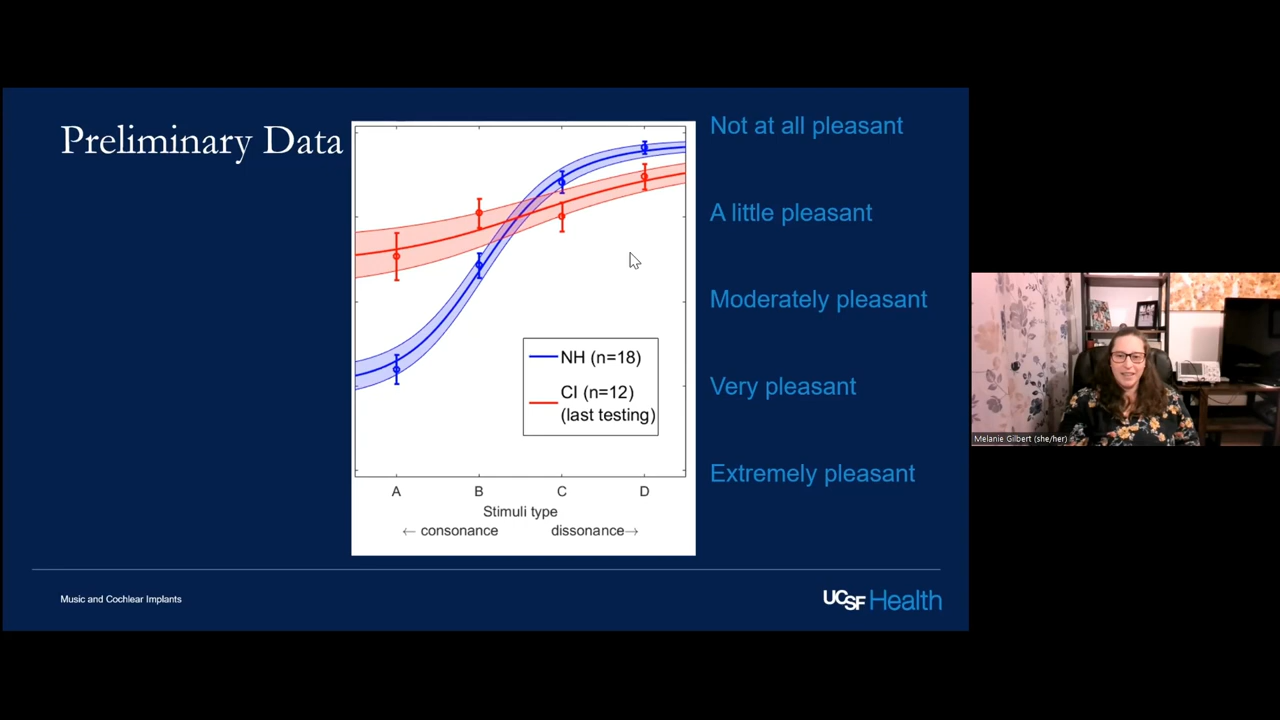 Preliminary Data
Not at all pleasant
A little pleasant
Moderately pleasant
Very pleasant
Extremely pleasant
NH (n=18)
CI (n=12)
(last testing)
A B C D
Stimuli type
← consonance dissonance→
Music and Cochlear Implants
UCSF Health
Melanie Gilbert (she/her)